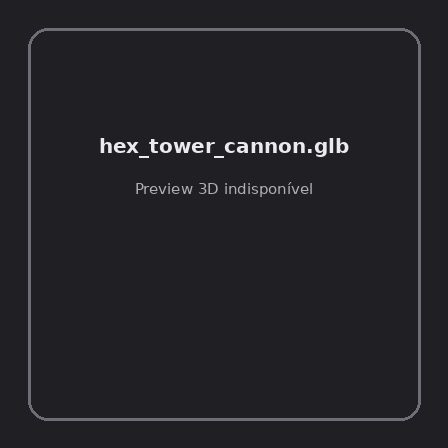 hex_tower_cannon.glb
Preview 3D indisponível